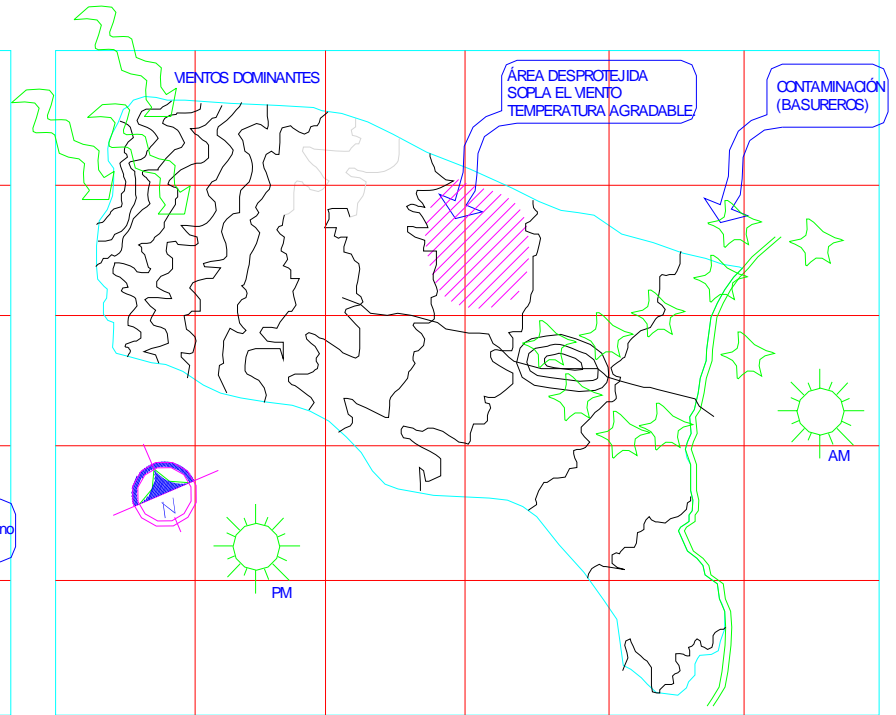 VIENTOS DOMINANTES
ÁREA DESPROTEJIDA
SOPLA EL VIENTO
TEMPERATURA AGRADABLE
CONTAMINACIÓN
(BASUREROS)
AM
N
no
PM